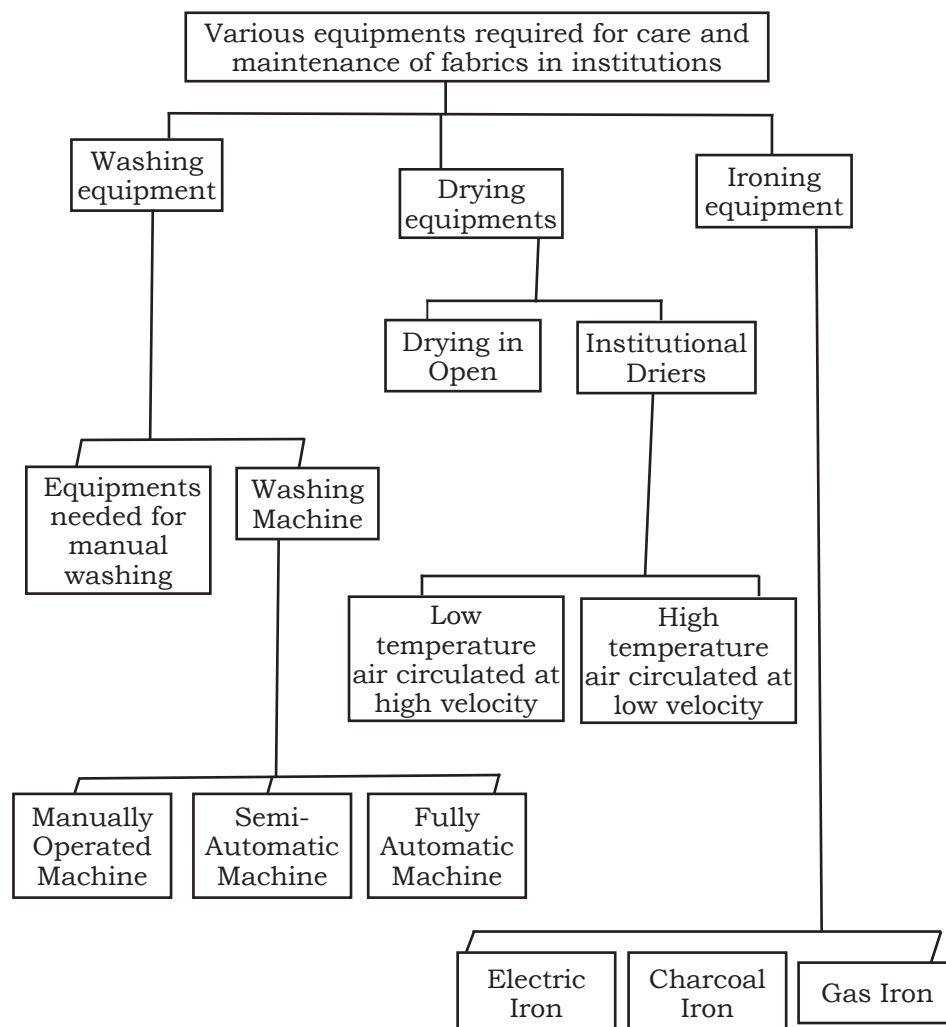 Various equipments required for care and
maintenance of fabrics in institutions
Washing
equipment
Drying
equipments
Ironing
equipment
Drying in
Open
Institutional
Driers
Equipments
needed for
manual
washing
Washing
Machine
Low
temperature
air circulated at
high velocity
High
temperature
air circulated at
low velocity
Manually
Operated
Machine
Semi-
Automatic
Machine
Fully
Automatic
Machine
Electric
Iron
Charcoal
Iron
Gas Iron